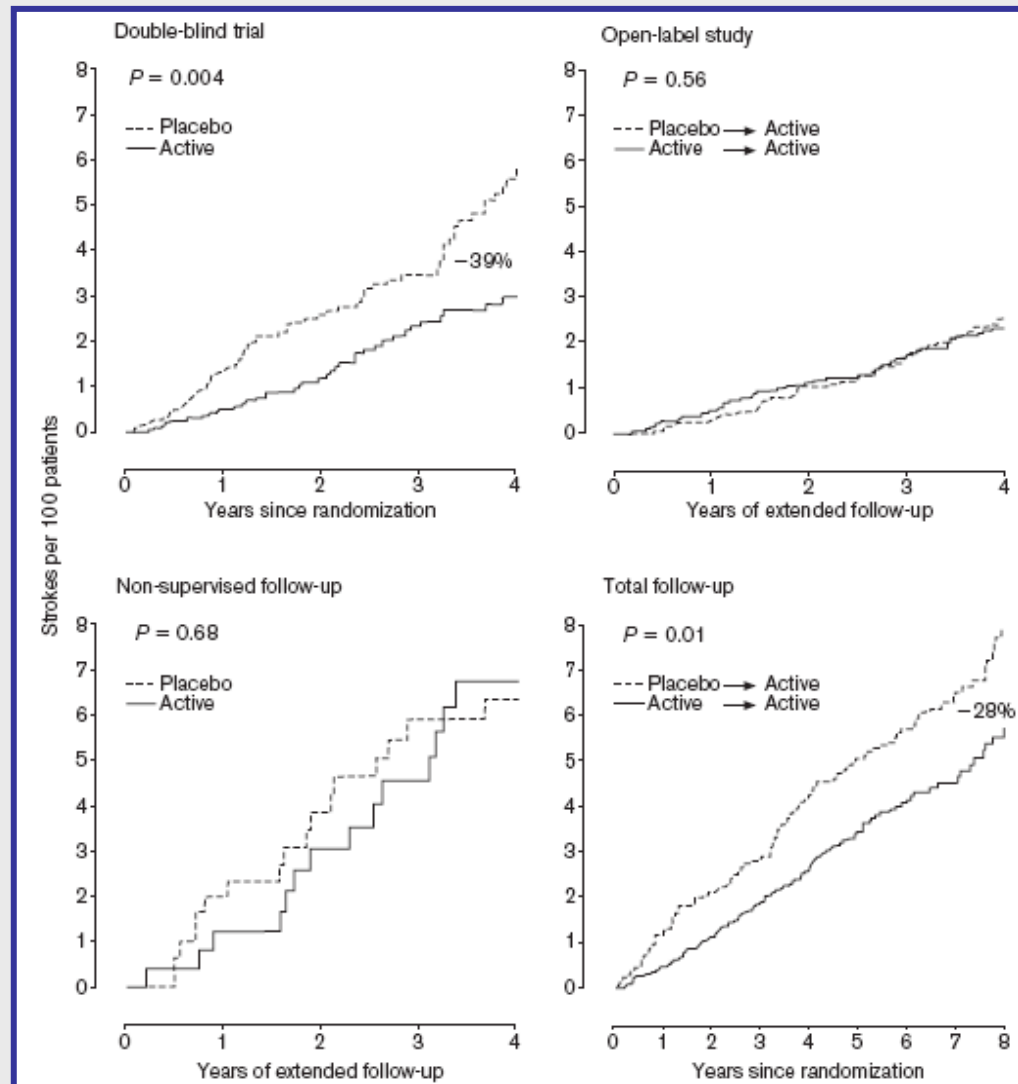 Double-blind trial
P = 0.004
Placebo
Active
−39%
8
7
6
5
4
3
2
1
0
0 1 2 3 4
Years since randomization
Open-label study
P = 0.56
Placebo → Active
Active → Active
8
7
6
5
4
3
2
1
0
0 1 2 3 4
Years of extended follow-up
Strokes per 100 patients
Non-supervised follow-up
P = 0.68
Placebo
Active
8
7
6
5
4
3
2
1
0
0 1 2 3 4
Years of extended follow-up
Total follow-up
P = 0.01
Placebo → Active
Active → Active
−28%
8
7
6
5
4
3
2
1
0
0 1 2 3 4 5 6 7 8
Years since randomization